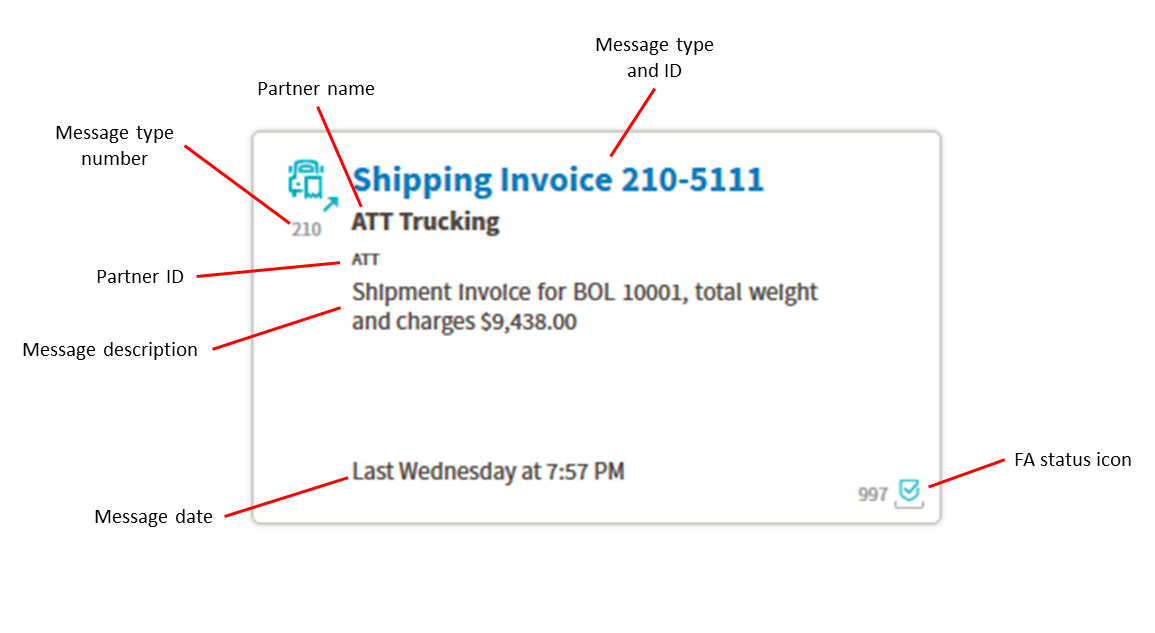 Message type
and ID
Partner name
Message type
number
Shipping Invoice 210-5111
210
ATT Trucking
Partner ID
ATT
Shipment Invoice for BOL 10001, total weight
and charges $9,438.00
Message description
Last Wednesday at 7:57 PM
FA status icon
997
Message date